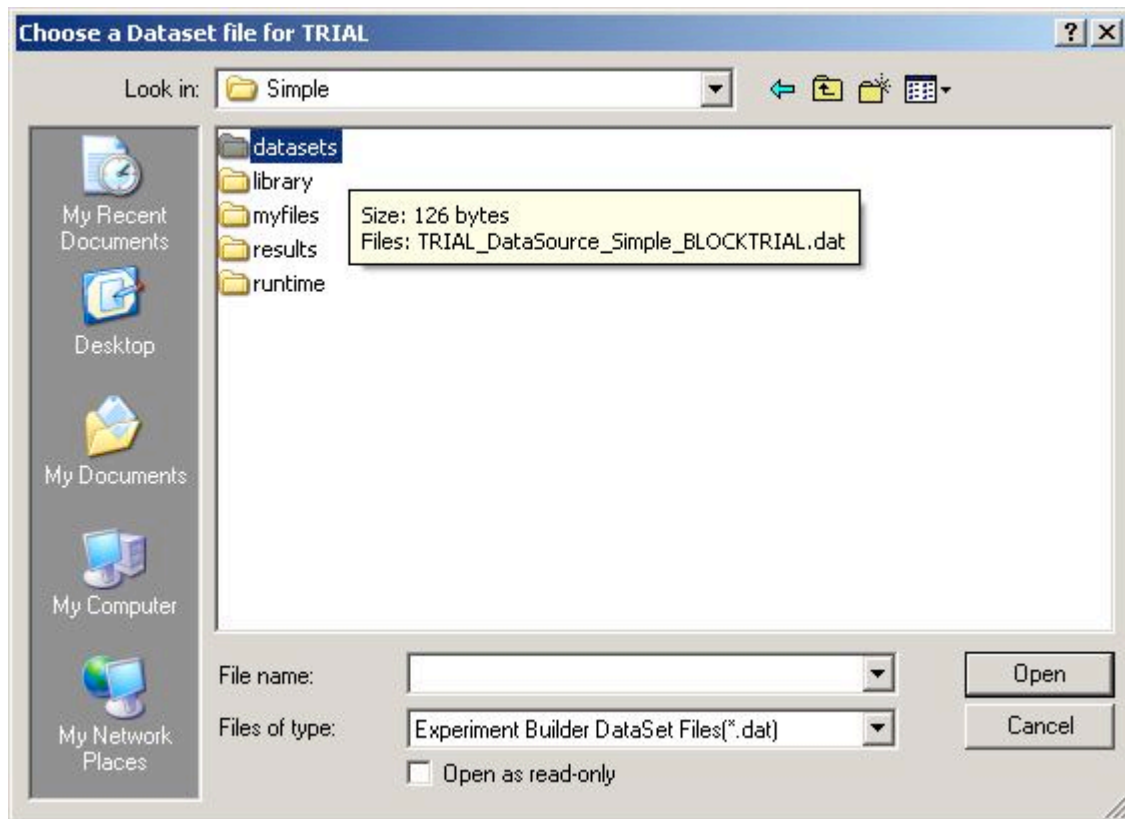 Choose a Dataset file for TRIAL
Look in: Simple
My Recent
Documents
Desktop
My Documents
My Computer
My Network
Places
datasets
library
myfiles
results
runtime
Size: 126 bytes
Files: TRIAL_DataSource_Simple_BLOCKTRIAL.dat
File name:
Open
Files of type: Experiment Builder DataSet Files(*.dat)
Cancel
Open as read-only